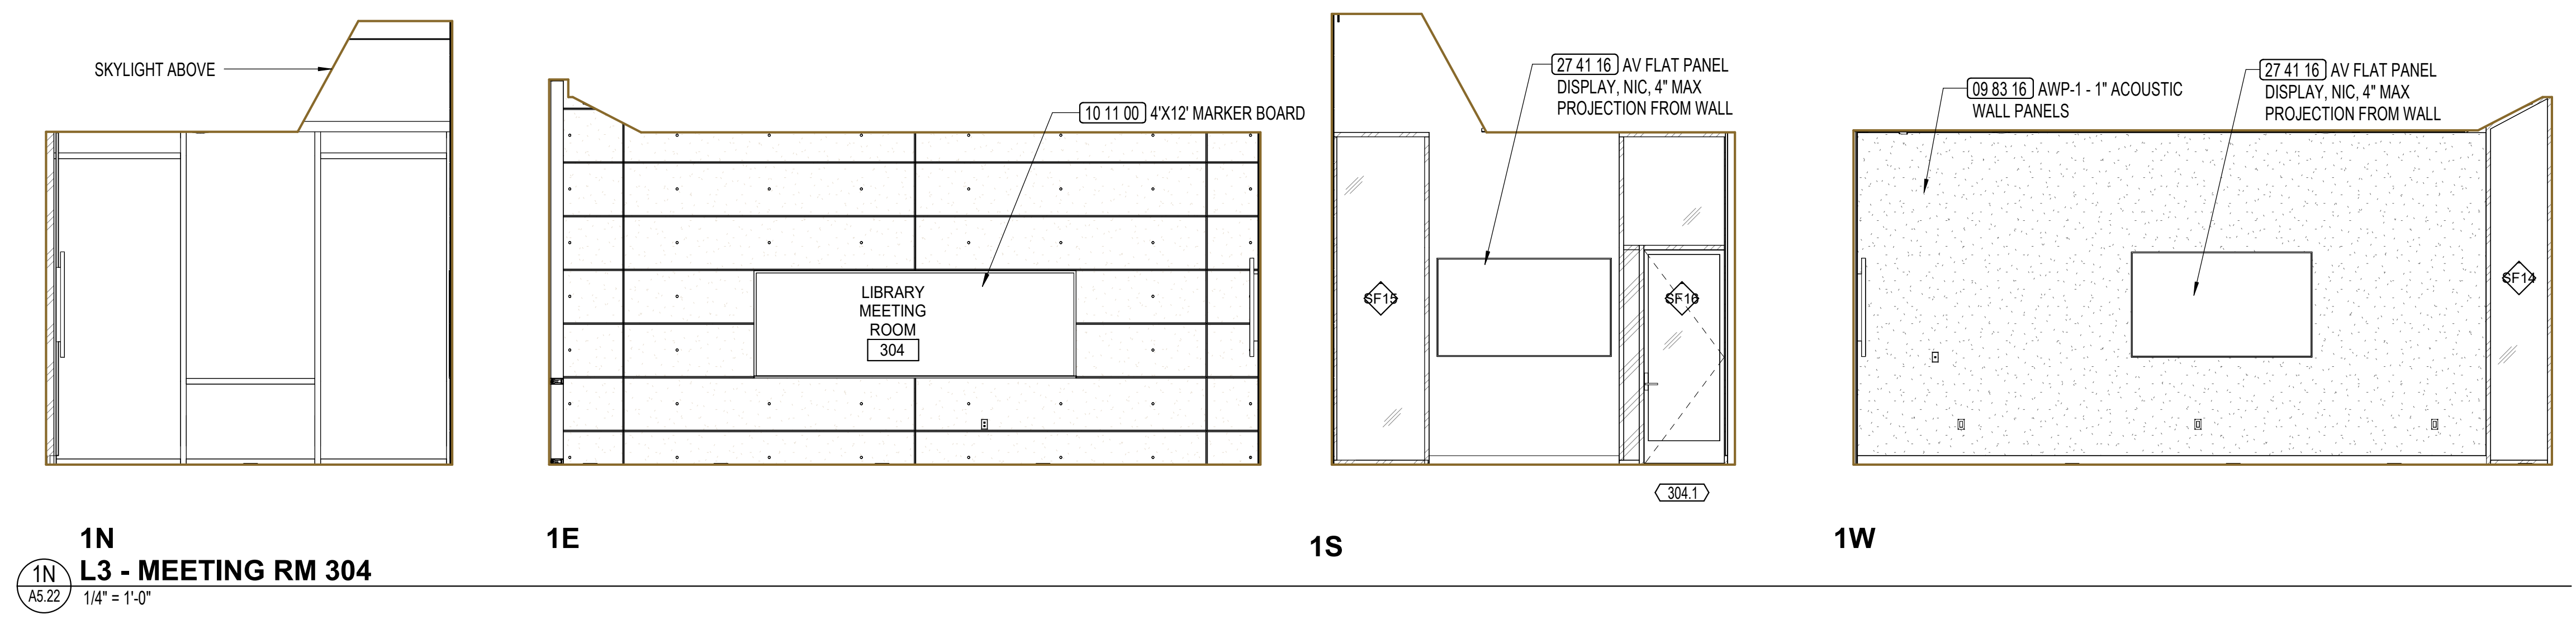 SKYLIGHT ABOVE
10 11 00 4'X12' MARKER BOARD
LIBRARY
MEETING
ROOM
304
27 41 16 AV FLAT PANEL
DISPLAY, NIC, 4" MAX
PROJECTION FROM WALL
SF15
SF16
304.1
09 83 16 AWP-1 - 1" ACOUSTIC
WALL PANELS
27 41 16 AV FLAT PANEL
DISPLAY, NIC, 4" MAX
PROJECTION FROM WALL
SF14
1N
1E
1S
1W
1N
A5.22
L3 - MEETING RM 304
1/4" = 1'-0"